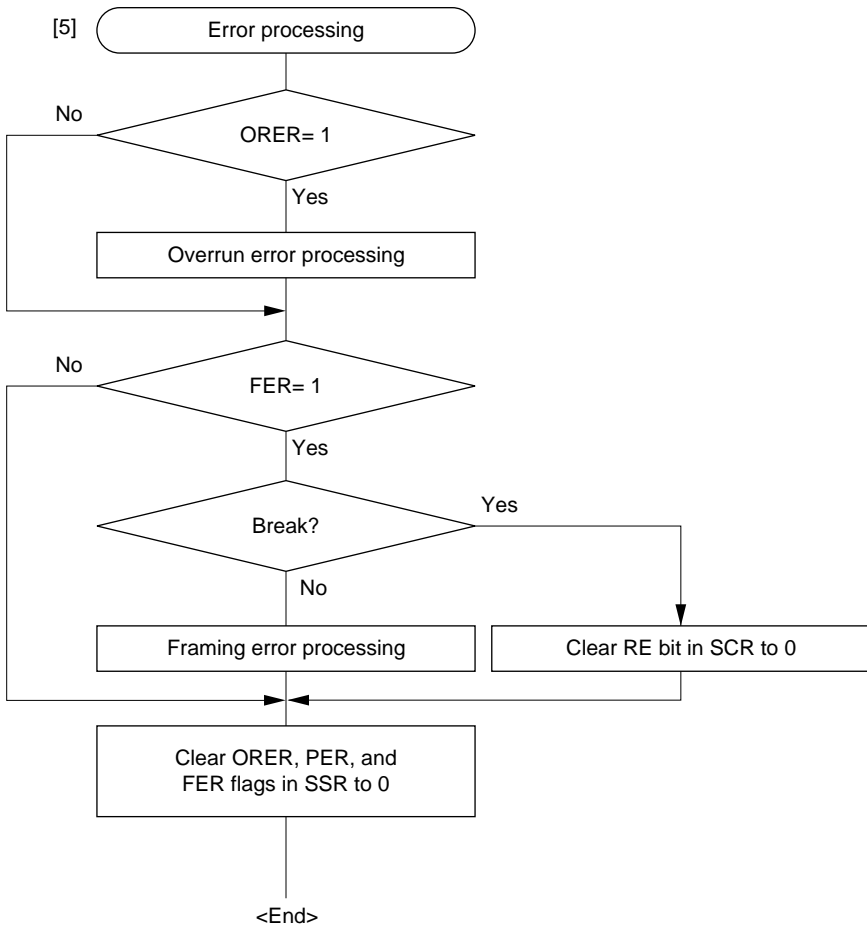 [5] Error processing
No
ORER= 1
Yes
Overrun error processing
No
FER= 1
Yes
Break?
Yes
No
Framing error processing
Clear RE bit in SCR to 0
Clear ORER, PER, and
FER flags in SSR to 0
<End>